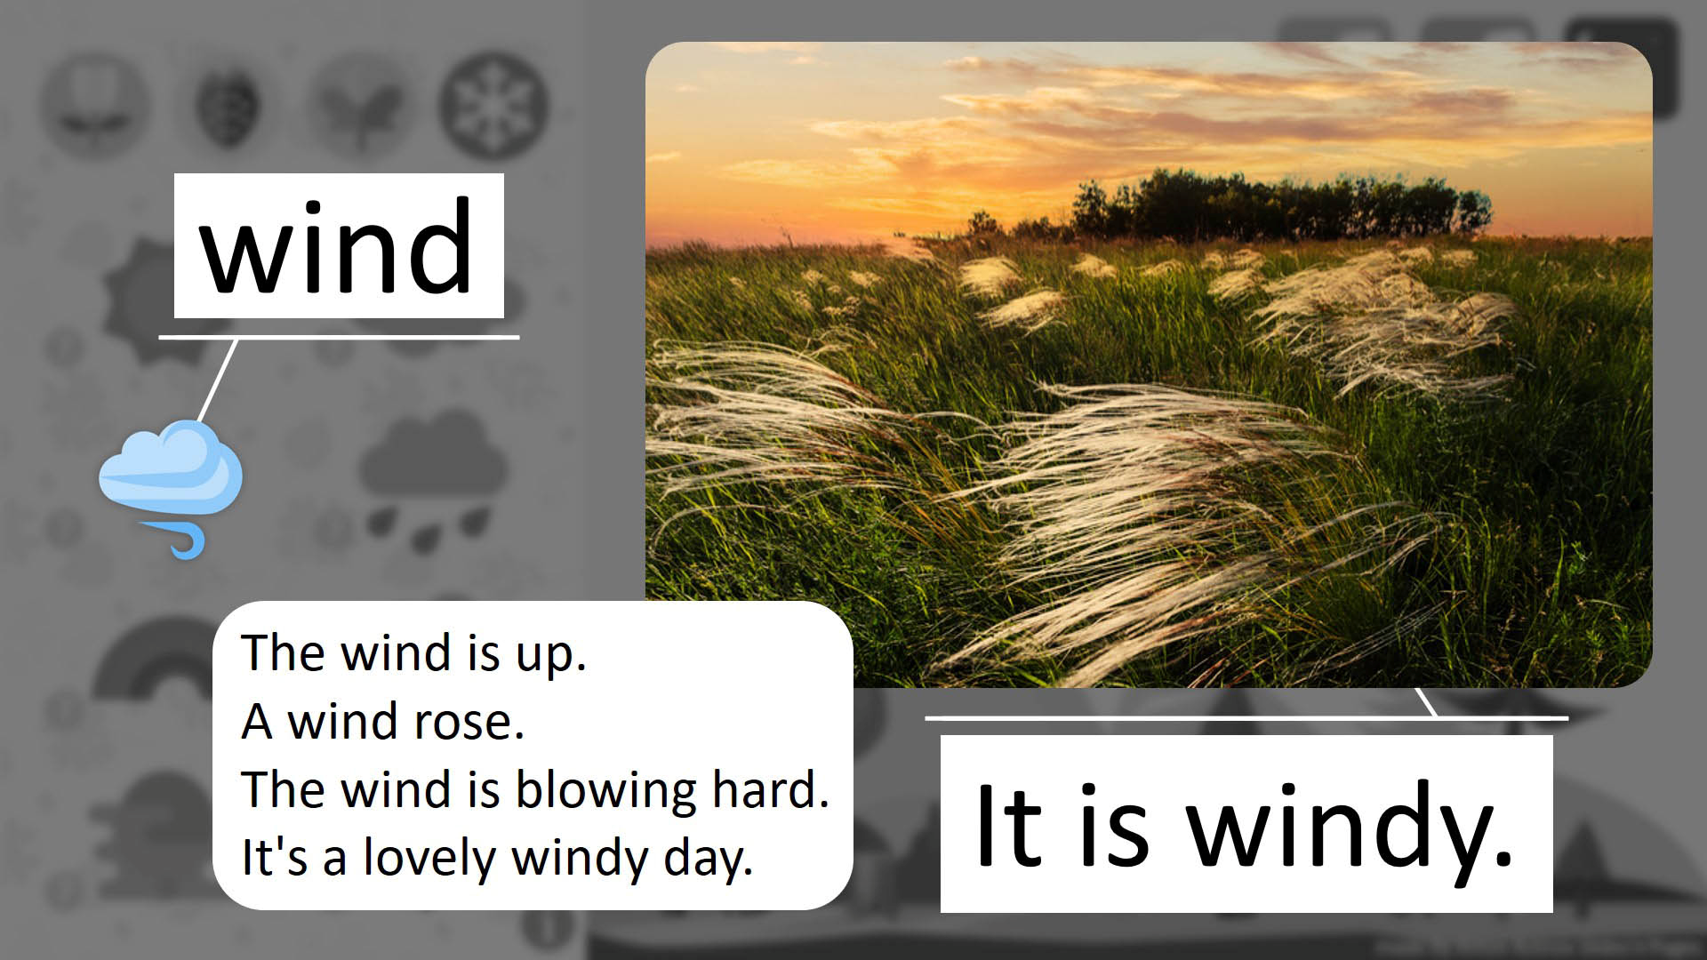 wind
The wind is up.
A wind rose.
The wind is blowing hard.
It's a lovely windy day.
It is windy.